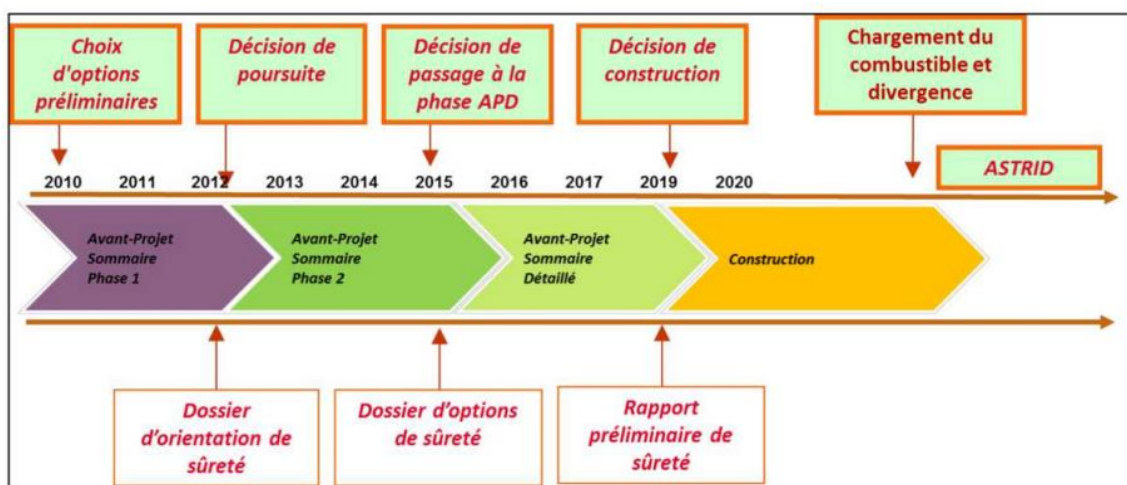 Choix
d'options
préliminaires
Décision de
poursuite
Décision de
passage à la
phase APD
Décision de
construction
Chargement du
combustible et
divergence
ASTRID
2010 2011 2012 2013 2014 2015 2016 2017 2019 2020
Avant-Projet
Sommaire
Phase 1
Avant-Projet
Sommaire
Phase 2
Avant-Projet
Sommaire
Détaillé
Construction
Dossier
d'orientation de
sûreté
Dossier d'options
de sûreté
Rapport
préliminaire de
sûreté